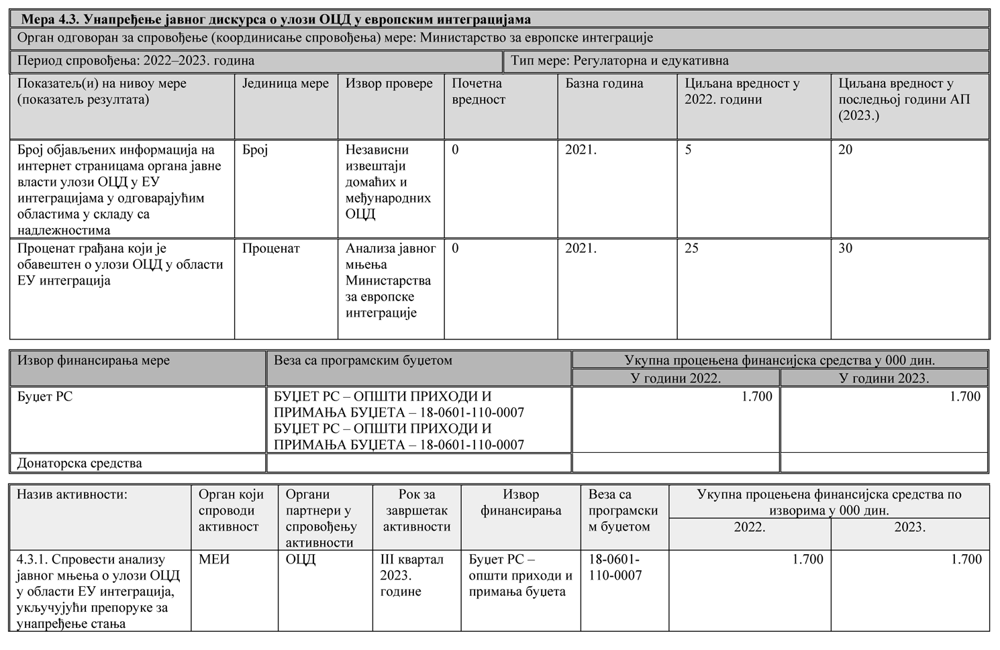 Мера 4.3. Унапређење јавног дискурса о улози ОЦД у европским интеграцијама
Орган одговоран за спровођење (координисање спровођења) мере: Министарство за европске интеграције
Период спровођења: 2022–2023. година
Тип мере: Регулаторна и едукативна
Показатељ(и) на нивоу мере
(показатељ резултата)
Јединица мере
Извор провере
Почетна
вредност
Базна година
Циљана вредност у
2022. години
Циљана вредност у
последњој години АП
(2023.)
Број објављених информација на
интернет страницама органа јавне
власти улози ОЦД у ЕУ
интеграцијама у одговарајућим
областима у складу са
надлежностима
Број
Независни
извештаји
домаћих и
међународних
ОЦД
0
2021.
5
20
Проценат грађана који је
обавештен о улози ОЦД у области
ЕУ интеграција
Проценат
Анализа јавног
мњења
Министарства
за европске
интеграције
0
2021.
25
30
Извор финансирања мере
Веза са програмским буџетом
Укупна процењена финансијска средства у 000 дин.
У години 2022.
У години 2023.
Буџет РС
БУЏЕТ РС – ОПШТИ ПРИХОДИ И
ПРИМАЊА БУЏЕТА – 18-0601-110-0007
БУЏЕТ РС – ОПШТИ ПРИХОДИ И
ПРИМАЊА БУЏЕТА – 18-0601-110-0007
1.700
1.700
Донаторска средства
Назив активности:
Орган који
спроводи
активност
Органи
партнери у
спровођењу
активности
Рок за
завршетак
активности
Извор
финансирања
Веза са
програмски
м буџетом
Укупна процењена финансијска средства по
изворима у 000 дин.
2022.
2023.
4.3.1. Спровести анализу
јавног мњења о улози ОЦД
у области ЕУ интеграција,
укључујући препоруке за
унапређење стања
МЕИ
ОЦД
III квартал
2023.
године
Буџет РС –
општи приходи и
примања буџета
18-0601-
110-0007
1.700
1.700